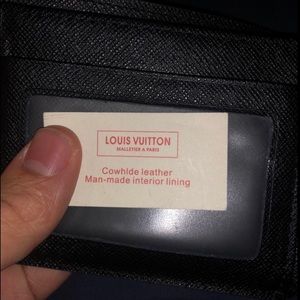 LOUIS VUITTON
MALLETIER A PARIS
Cowhide leather
Man-made interior lining